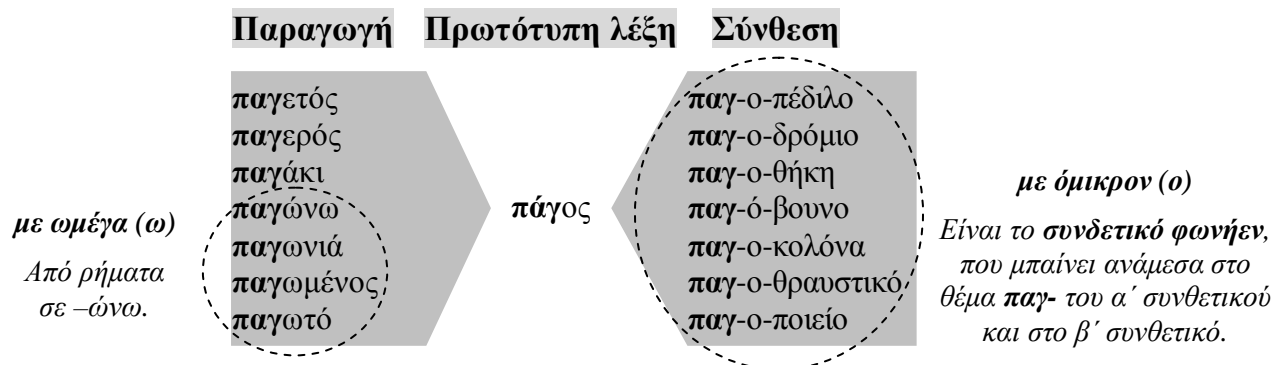 Παραγωγή Πρωτότυπη λέξη Σύνθεση
παγετός
παγερός
παγάκι
παγώνω
παγωνιά
παγωμένος
παγωτό
με ωμέγα (ω)
Από ρήματα
σε –ώνω.
πάγος
παγ-ο-πέδιλο
παγ-ο-δρόμιο
παγ-ο-θήκη
παγ-ό-βουνο
παγ-ο-κολόνα
παγ-ο-θραυστικό
παγ-ο-ποιείο
με όμικρον (ο)
Είναι το συνδετικό φωνήεν,
που μπαίνει ανάμεσα στο
θέμα παγ- του α΄ συνθετικού
και στο β΄ συνθετικό.